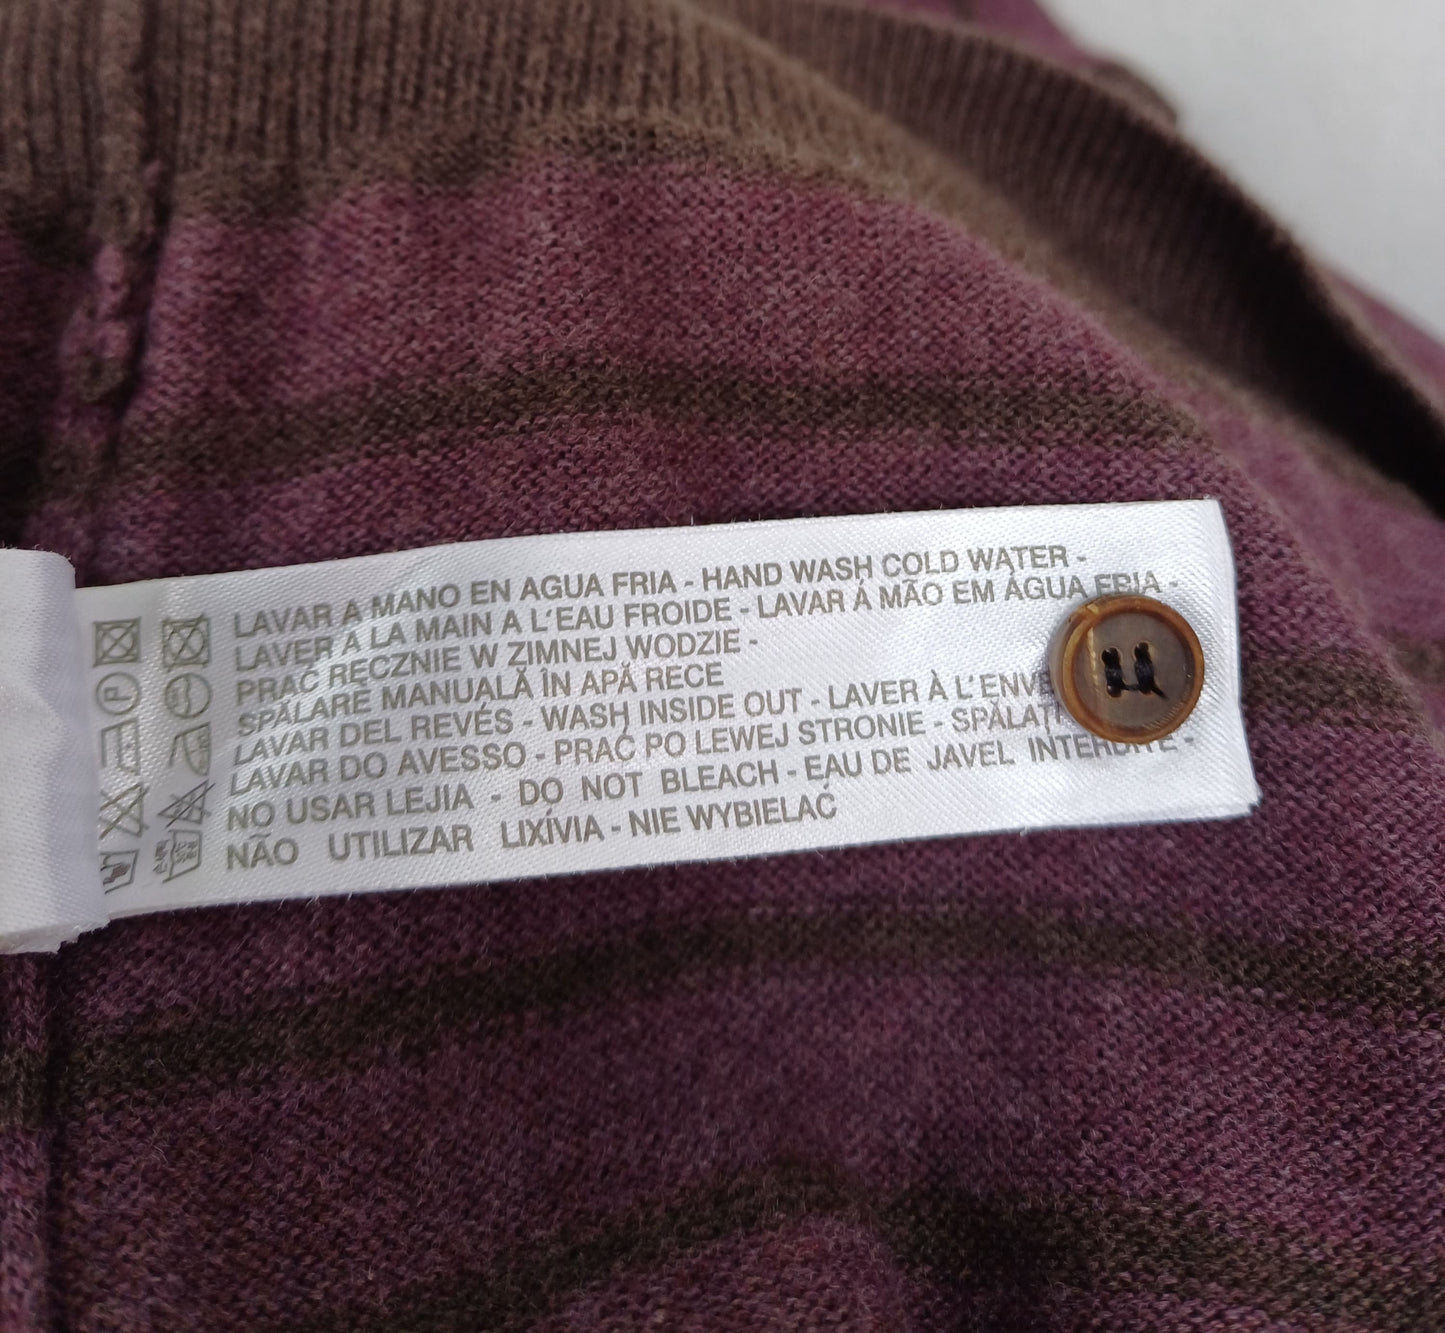 LAVAR A MANO EN AGUA FRIA - HAND WASH COLD WATER -
LAVER A LA MAIN A L'EAU FROIDE - LAVAR À MÃO EM ÁGUA FRIA -
PRAĆ RĘCZNIE W ZIMNEJ WODZIE -
SPĂLARE MANUALĂ ÎN APĂ RECE
LAVAR DEL REVÉS - WASH INSIDE OUT - LAVER À L'ENVE
LAVAR DO AVESSO - PRAĆ PO LEWEJ STRONIE - SPĂLAȚI
NO USAR LEJIA - DO NOT BLEACH - EAU DE JAVEL INTERDITE -
NÃO UTILIZAR LIXÍVIA - NIE WYBIELAĆ
P